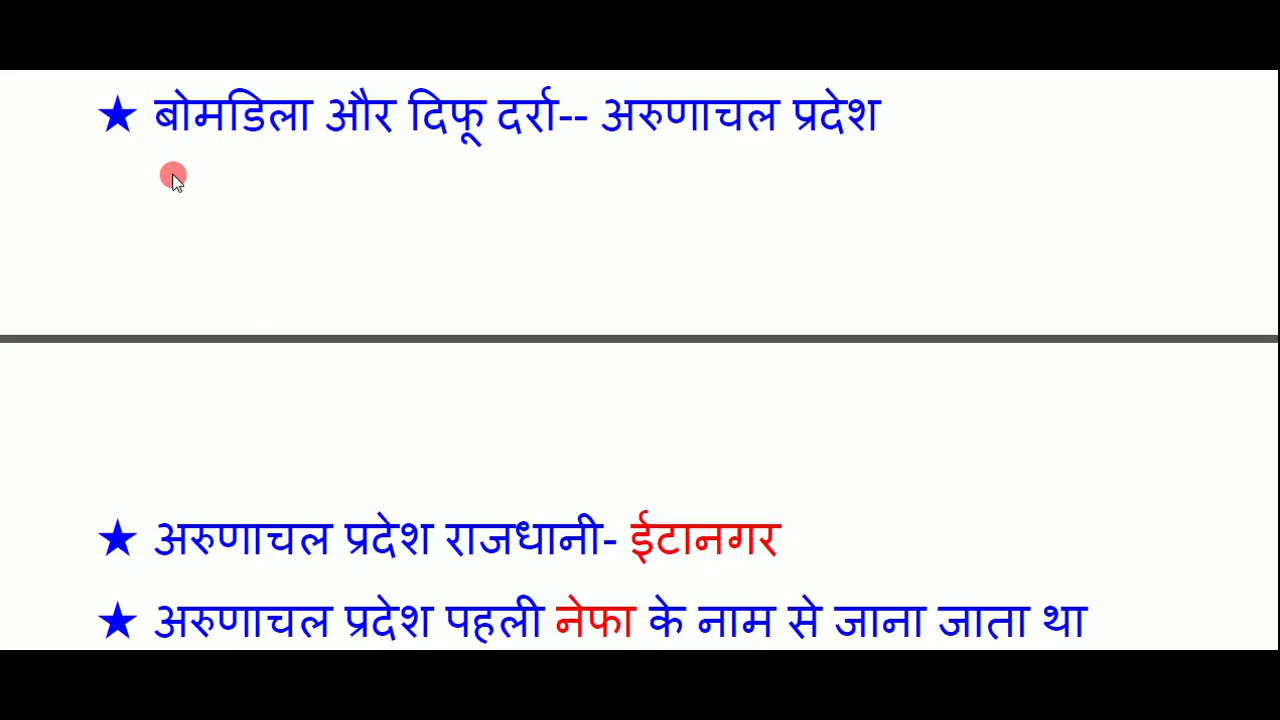 ★ बोमडिला और दिफू दर्रा-- अरुणाचल प्रदेश
★ अरुणाचल प्रदेश राजधानी- ईटानगर
★ अरुणाचल प्रदेश पहली नेफा के नाम से जाना जाता था